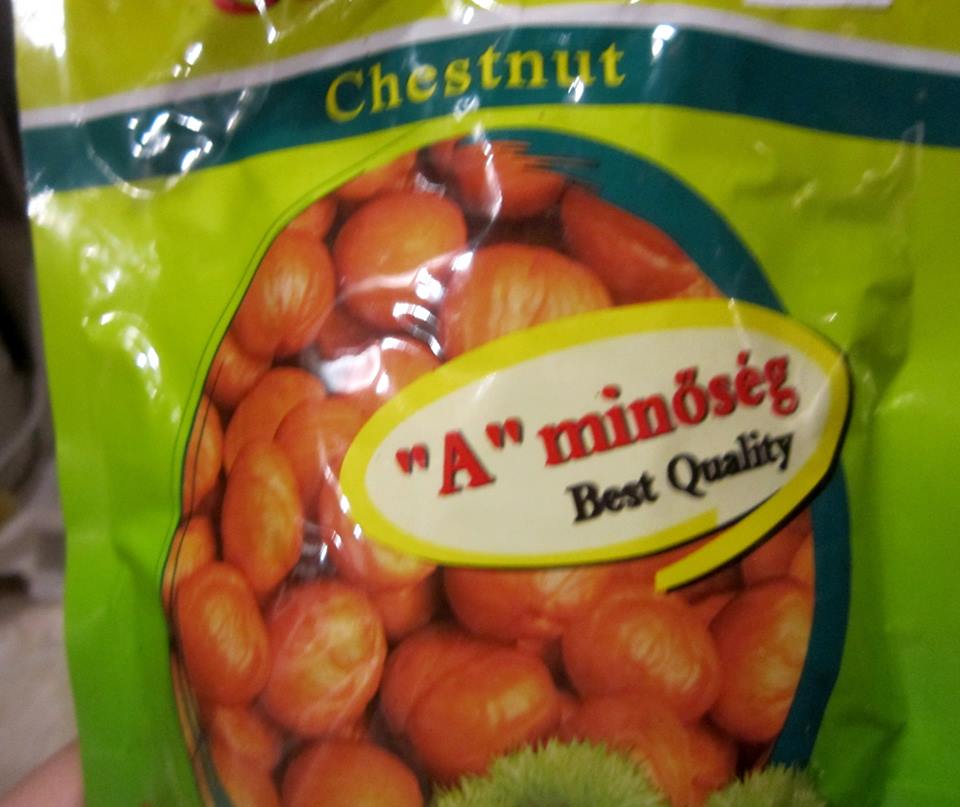 Chestnut
"A" minőség
Best Quality